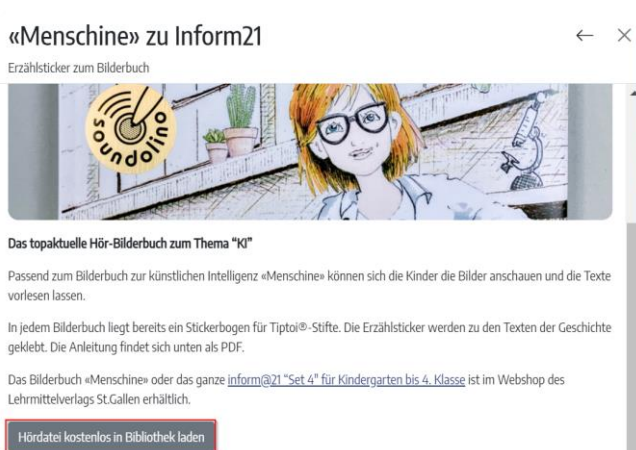 «Menschine» zu Inform21
Erzählsticker zum Bilderbuch
soundolino
Das topaktuelle Hör-Bilderbuch zum Thema “KI”
Passend zum Bilderbuch zur künstlichen Intelligenz «Menschine» können sich die Kinder die Bilder anschauen und die Texte
vorlesen lassen.
In jedem Bilderbuch liegt bereits ein Stickerbogen für Tiptoi®-Stifte. Die Erzählsticker werden zu den Texten der Geschichte
geklebt. Die Anleitung findet sich unten als PDF.
Das Bilderbuch «Menschine» oder das ganze inform@21 “Set 4” für Kindergarten bis 4. Klasse ist im Webshop des
Lehrmittelverlags St.Gallen erhältlich.
Hördatei kostenlos in Bibliothek laden